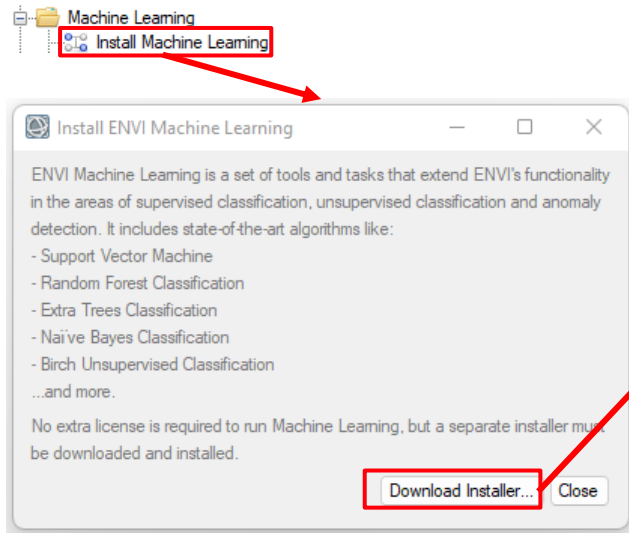 Machine Learning
Install Machine Learning
Install ENVI Machine Learning
ENVI Machine Learning is a set of tools and tasks that extend ENVI's functionality
in the areas of supervised classification, unsupervised classification and anomaly
detection. It includes state-of-the-art algorithms like:
- Support Vector Machine
- Random Forest Classification
- Extra Trees Classification
- Naïve Bayes Classification
- Birch Unsupervised Classification
...and more.
No extra license is required to run Machine Learning, but a separate installer must
be downloaded and installed.
Download Installer... Close